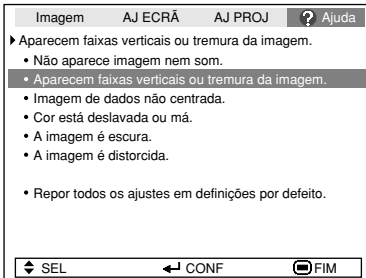 Imagem AJ ECRÃ AJ PROJ ? Ajuda
Aparecem faixas verticais ou tremura da imagem.
• Não aparece imagem nem som.
• Aparecem faixas verticais ou tremura da imagem.
• Imagem de dados não centrada.
• Cor está deslavada ou má.
• A imagem é escura.
• A imagem é distorcida.
• Repor todos os ajustes em definições por defeito.
SEL CONF FIM